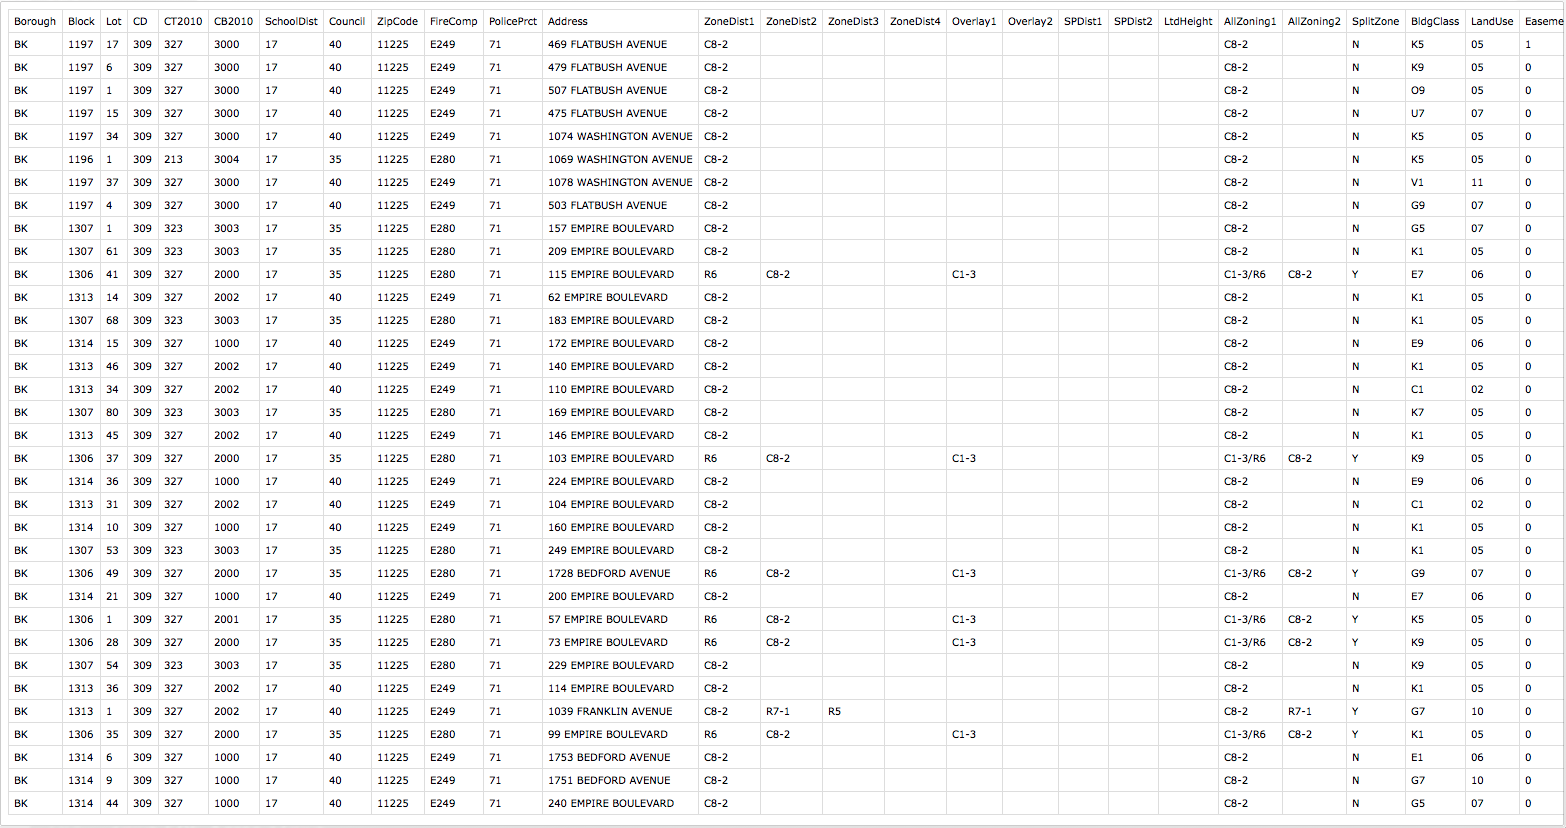 Borough Block Lot CD CT2010 CB2010 SchoolDist Council ZipCode FireComp PolicePrct Address ZoneDist1 ZoneDist2 ZoneDist3 ZoneDist4 Overlay1 Overlay2 SPDist1 SPDist2 LtdHeight AllZoning1 AllZoning2 SplitZone BldgClass LandUse Easeme
BK 1197 17 309 327 3000 17 40 11225 E249 71 469 FLATBUSH AVENUE C8-2 C8-2 N K5 05 1
BK 1197 6 309 327 3000 17 40 11225 E249 71 479 FLATBUSH AVENUE C8-2 C8-2 N K9 05 0
BK 1197 1 309 327 3000 17 40 11225 E249 71 507 FLATBUSH AVENUE C8-2 C8-2 N O9 05 0
BK 1197 15 309 327 3000 17 40 11225 E249 71 475 FLATBUSH AVENUE C8-2 C8-2 N U7 07 0
BK 1197 34 309 327 3000 17 40 11225 E249 71 1074 WASHINGTON AVENUE C8-2 C8-2 N K5 05 0
BK 1196 1 309 213 3004 17 35 11225 E280 71 1069 WASHINGTON AVENUE C8-2 C8-2 N K5 05 0
BK 1197 37 309 327 3000 17 40 11225 E249 71 1078 WASHINGTON AVENUE C8-2 C8-2 N V1 11 0
BK 1197 4 309 327 3000 17 40 11225 E249 71 503 FLATBUSH AVENUE C8-2 C8-2 N G9 07 0
BK 1307 1 309 323 3003 17 35 11225 E280 71 157 EMPIRE BOULEVARD C8-2 C8-2 N G5 07 0
BK 1307 61 309 323 3003 17 35 11225 E280 71 209 EMPIRE BOULEVARD C8-2 C8-2 N K1 05 0
BK 1306 41 309 327 2000 17 35 11225 E280 71 115 EMPIRE BOULEVARD R6 C8-2 C1-3 C1-3/R6 C8-2 Y E7 06 0
BK 1313 14 309 327 2002 17 40 11225 E249 71 62 EMPIRE BOULEVARD C8-2 C8-2 N K1 05 0
BK 1307 68 309 323 3003 17 35 11225 E280 71 183 EMPIRE BOULEVARD C8-2 C8-2 N K1 05 0
BK 1314 15 309 327 1000 17 40 11225 E249 71 172 EMPIRE BOULEVARD C8-2 C8-2 N E9 06 0
BK 1313 46 309 327 2002 17 40 11225 E249 71 140 EMPIRE BOULEVARD C8-2 C8-2 N K1 05 0
BK 1313 34 309 327 2002 17 40 11225 E249 71 110 EMPIRE BOULEVARD C8-2 C8-2 N C1 02 0
BK 1307 80 309 323 3003 17 35 11225 E280 71 169 EMPIRE BOULEVARD C8-2 C8-2 N K7 05 0
BK 1313 45 309 327 2002 17 40 11225 E249 71 146 EMPIRE BOULEVARD C8-2 C8-2 N K1 05 0
BK 1306 37 309 327 2000 17 35 11225 E280 71 103 EMPIRE BOULEVARD R6 C8-2 C1-3 C1-3/R6 C8-2 Y K9 05 0
BK 1314 36 309 327 1000 17 40 11225 E249 71 224 EMPIRE BOULEVARD C8-2 C8-2 N E9 06 0
BK 1313 31 309 327 2002 17 40 11225 E249 71 104 EMPIRE BOULEVARD C8-2 C8-2 N C1 02 0
BK 1314 10 309 327 1000 17 40 11225 E249 71 160 EMPIRE BOULEVARD C8-2 C8-2 N K1 05 0
BK 1307 53 309 323 3003 17 35 11225 E280 71 249 EMPIRE BOULEVARD C8-2 C8-2 N K1 05 0
BK 1306 49 309 327 2000 17 35 11225 E280 71 1728 BEDFORD AVENUE R6 C8-2 C1-3 C1-3/R6 C8-2 Y G9 07 0
BK 1314 21 309 327 1000 17 40 11225 E249 71 200 EMPIRE BOULEVARD C8-2 C8-2 N E7 06 0
BK 1306 1 309 327 2001 17 35 11225 E280 71 57 EMPIRE BOULEVARD R6 C8-2 C1-3 C1-3/R6 C8-2 Y K5 05 0
BK 1306 28 309 327 2000 17 35 11225 E280 71 73 EMPIRE BOULEVARD R6 C8-2 C1-3 C1-3/R6 C8-2 Y K9 05 0
BK 1307 54 309 323 3003 17 35 11225 E280 71 229 EMPIRE BOULEVARD C8-2 C8-2 N K9 05 0
BK 1313 36 309 327 2002 17 40 11225 E249 71 114 EMPIRE BOULEVARD C8-2 C8-2 N K1 05 0
BK 1313 1 309 327 2002 17 40 11225 E249 71 1039 FRANKLIN AVENUE C8-2 R7-1 R5 C8-2 R7-1 Y G7 10 0
BK 1306 35 309 327 2000 17 35 11225 E280 71 99 EMPIRE BOULEVARD R6 C8-2 C1-3 C1-3/R6 C8-2 Y K1 05 0
BK 1314 6 309 327 1000 17 40 11225 E249 71 1753 BEDFORD AVENUE C8-2 C8-2 N E1 06 0
BK 1314 9 309 327 1000 17 40 11225 E249 71 1751 BEDFORD AVENUE C8-2 C8-2 N G7 10 0
BK 1314 44 309 327 1000 17 40 11225 E249 71 240 EMPIRE BOULEVARD C8-2 C8-2 N G5 07 0